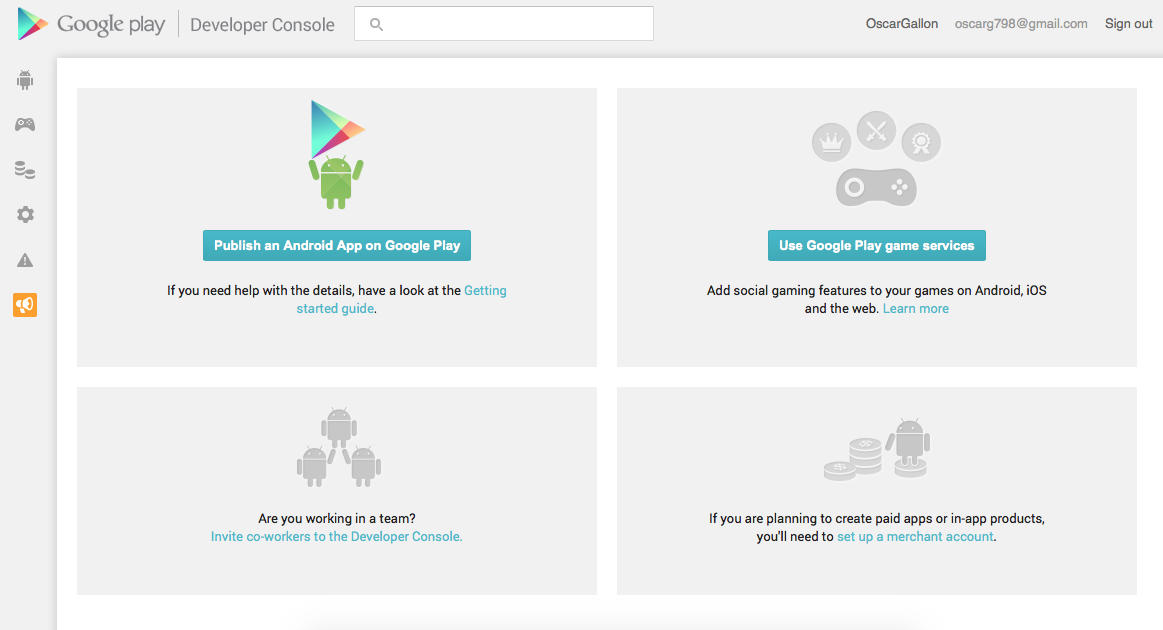 Google play Developer Console OscarGallon oscarg798@gmail.com Sign out
Publish an Android App on Google Play
If you need help with the details, have a look at the Getting
started guide.
Use Google Play game services
Add social gaming features to your games on Android, iOS
and the web. Learn more
Are you working in a team?
Invite co-workers to the Developer Console.
If you are planning to create paid apps or in-app products,
you'll need to set up a merchant account.